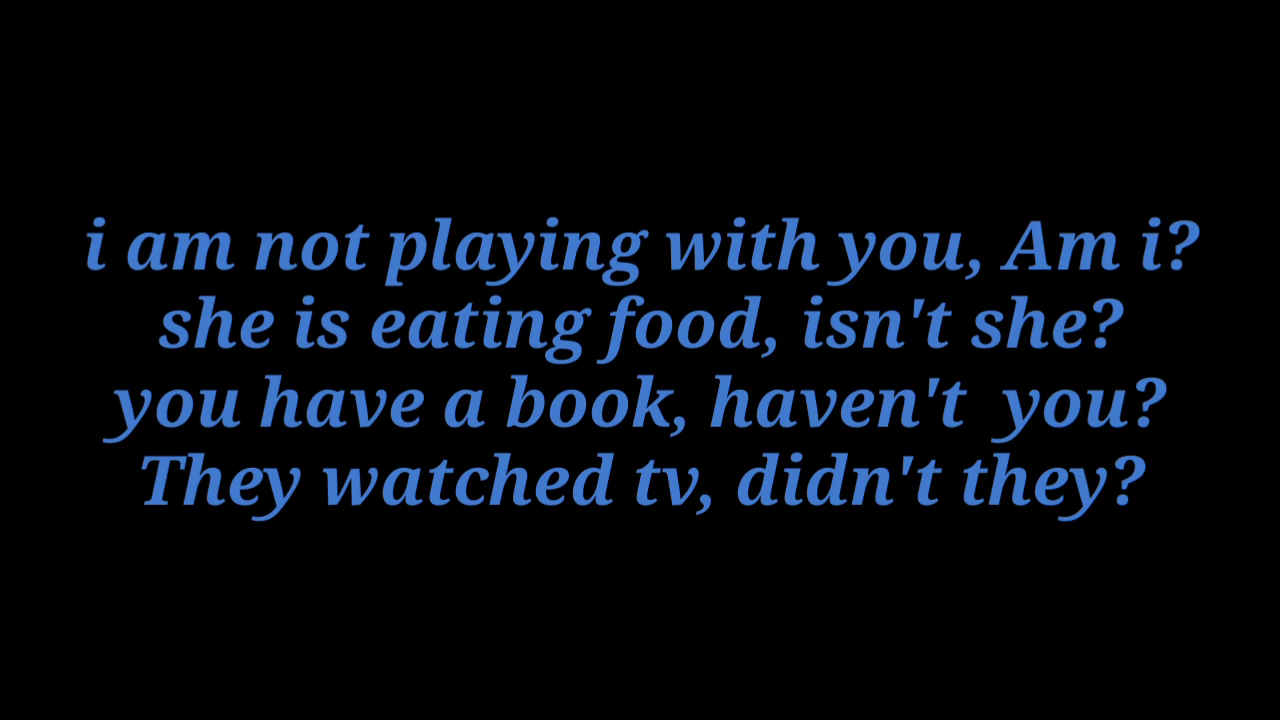 i am not playing with you, Am i?
she is eating food, isn't she?
you have a book, haven't  you?
They watched tv, didn't they?